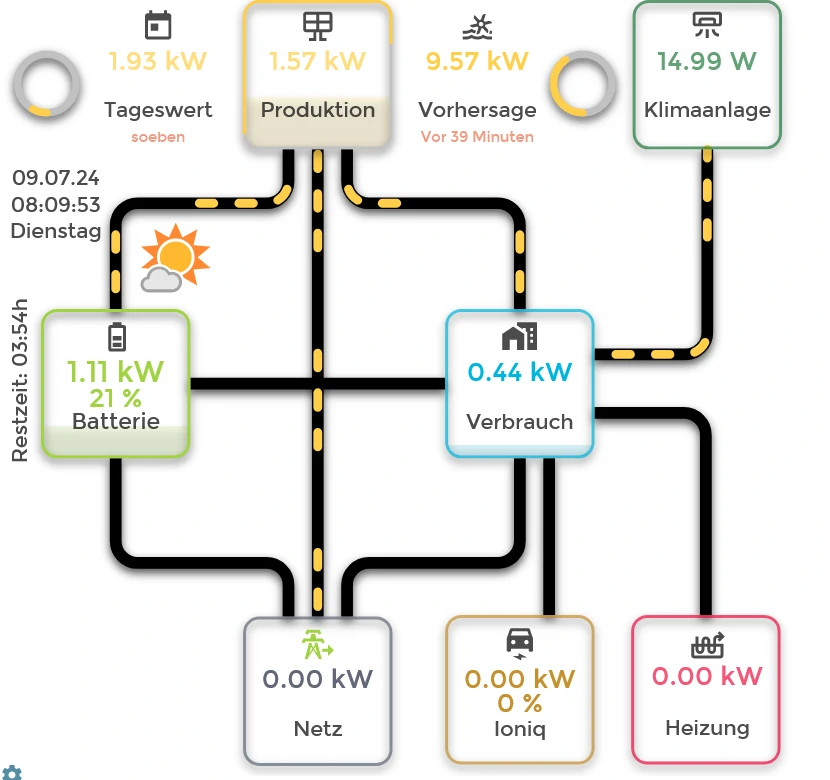 1.93 kW
Tageswert
soeben
1.57 kW
Produktion
9.57 kW
Vorhersage
Vor 39 Minuten
14.99 W
Klimaanlage
09.07.24
08:09:53
Dienstag
Restzeit: 03:54h
1.11 kW
21 %
Batterie
0.44 kW
Verbrauch
0.00 kW
Netz
0.00 kW
0 %
Ioniq
0.00 kW
Heizung